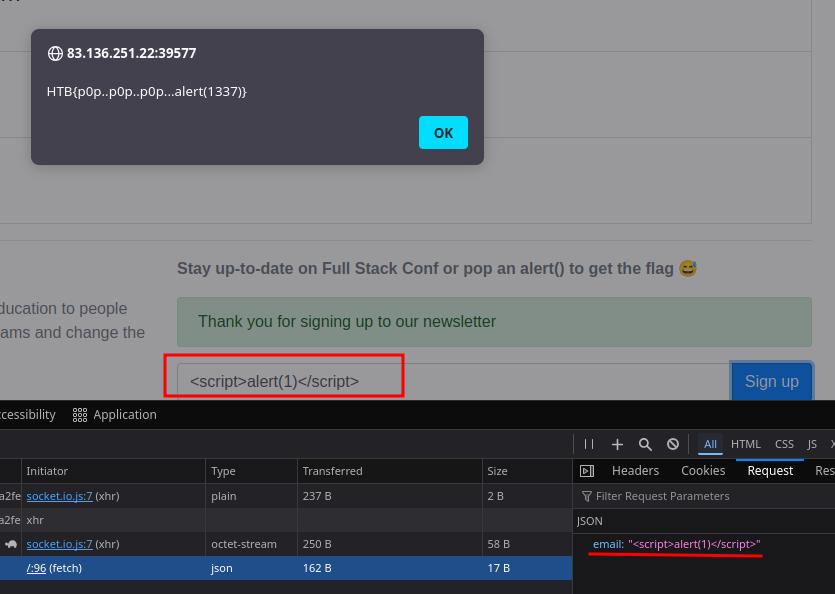 83.136.251.22:39577
HTB{p0p..p0p..p0p...alert(1337)}
OK
Stay up-to-date on Full Stack Conf or pop an alert() to get the flag 😅
ducation to people
ams and change the
Thank you for signing up to our newsletter
<script>alert(1)</script>
Sign up
ccessibility
Application
All
HTML
CSS
JS
X
Initiator
Type
Transferred
Size
Headers
Cookies
Request
Res
a2fe
socket.io.js:7 (xhr)
plain
237 B
2 B
Filter Request Parameters
a2fe
xhr
JSON
socket.io.js:7 (xhr)
octet-stream
250 B
58 B
email: "<script>alert(1)</script>"
/:96 (fetch)
json
162 B
17 B